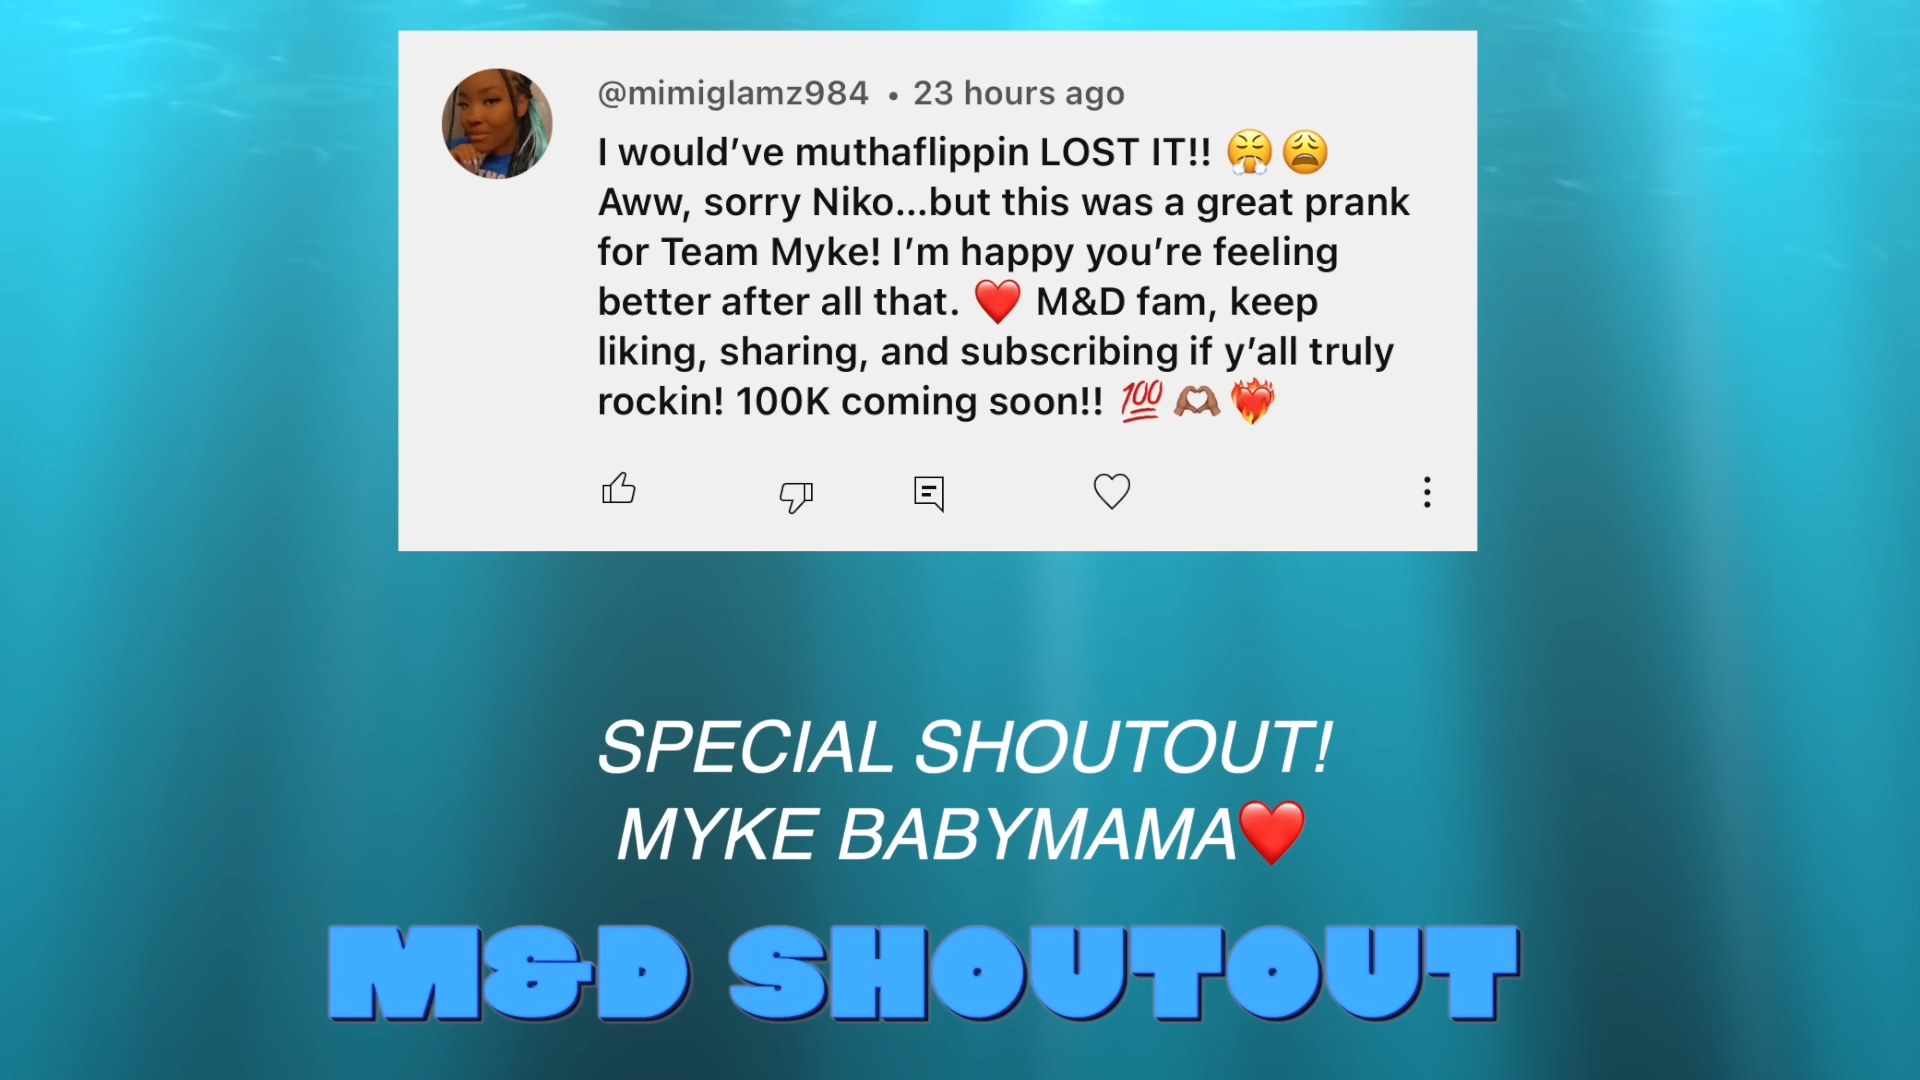 @mimiglamz984 • 23 hours ago
I would’ve muthaflippin LOST IT!! 😤😩
Aww, sorry Niko...but this was a great prank
for Team Myke! I’m happy you’re feeling
better after all that. ❤️ M&D fam, keep
liking, sharing, and subscribing if y’all truly
rockin! 100K coming soon!! 💯🫶🏽❤️‍🔥
SPECIAL SHOUTOUT!
MYKE BABYMAMA❤️
M&D SHOUTOUT